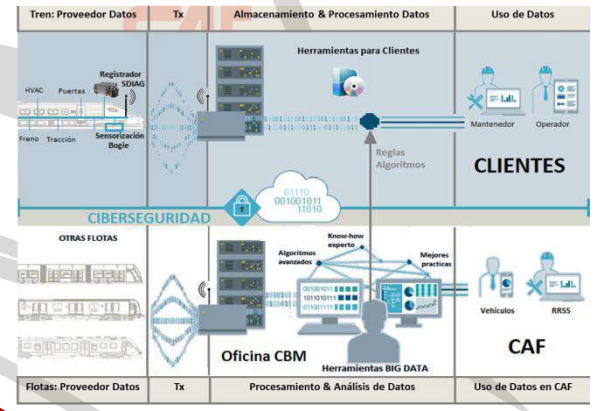 Tren: Proveedor Datos
Tx
Almacenamiento & Procesamiento Datos
Uso de Datos
Herramientas para Clientes
Registrador
SDIAG
HVAC
Puertas
Freno
Tracción
Sensorización
Bogie
Mantenedor
Operador
Reglas
Algoritmos
CLIENTES
01110
001001011
11010
CIBERSEGURIDAD
OTRAS FLOTAS
Know-how
experto
Algoritmos
avanzados
Mejores
practicas
001001011
1011010111
Vehículos
RRSS
Oficina CBM
CAF
Herramientas BIG DATA
Flotas: Proveedor Datos
Tx
Procesamiento & Análisis de Datos
Uso de Datos en CAF